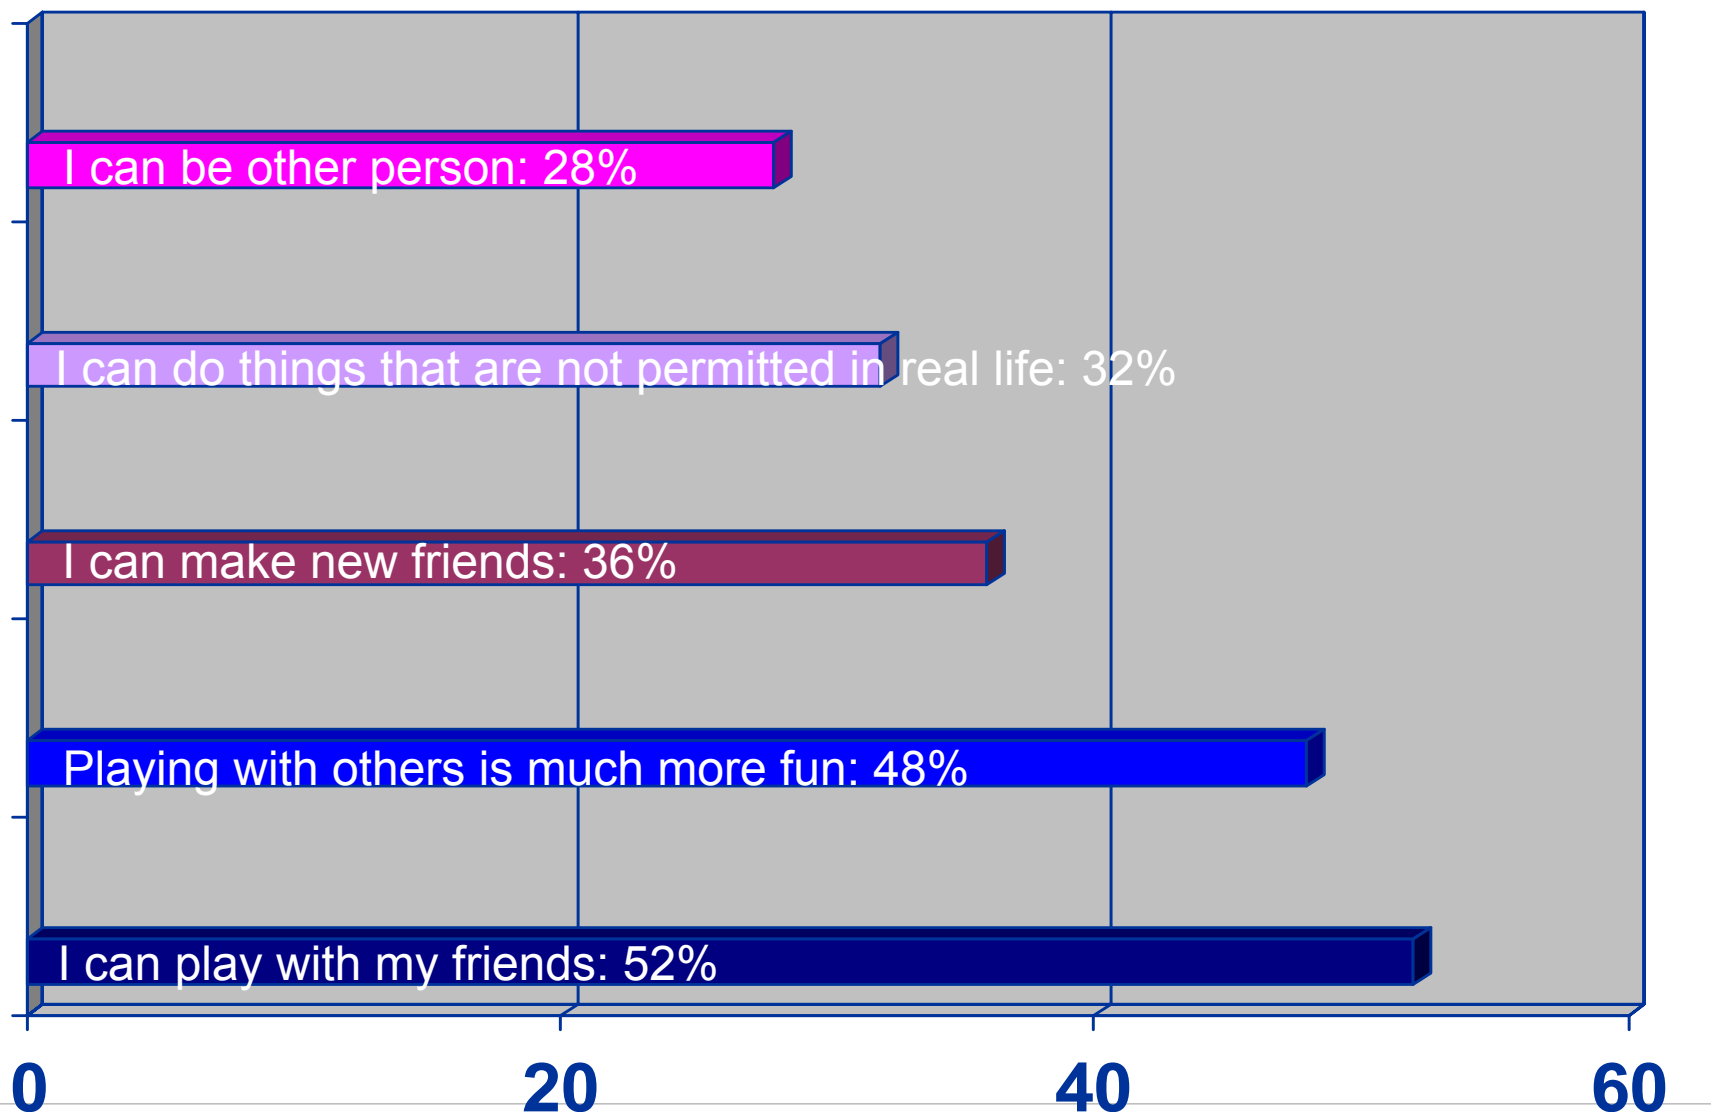 I can be other person: 28%
I can do things that are not permitted in real life: 32%
I can make new friends: 36%
Playing with others is much more fun: 48%
I can play with my friends: 52%
0 20 40 60